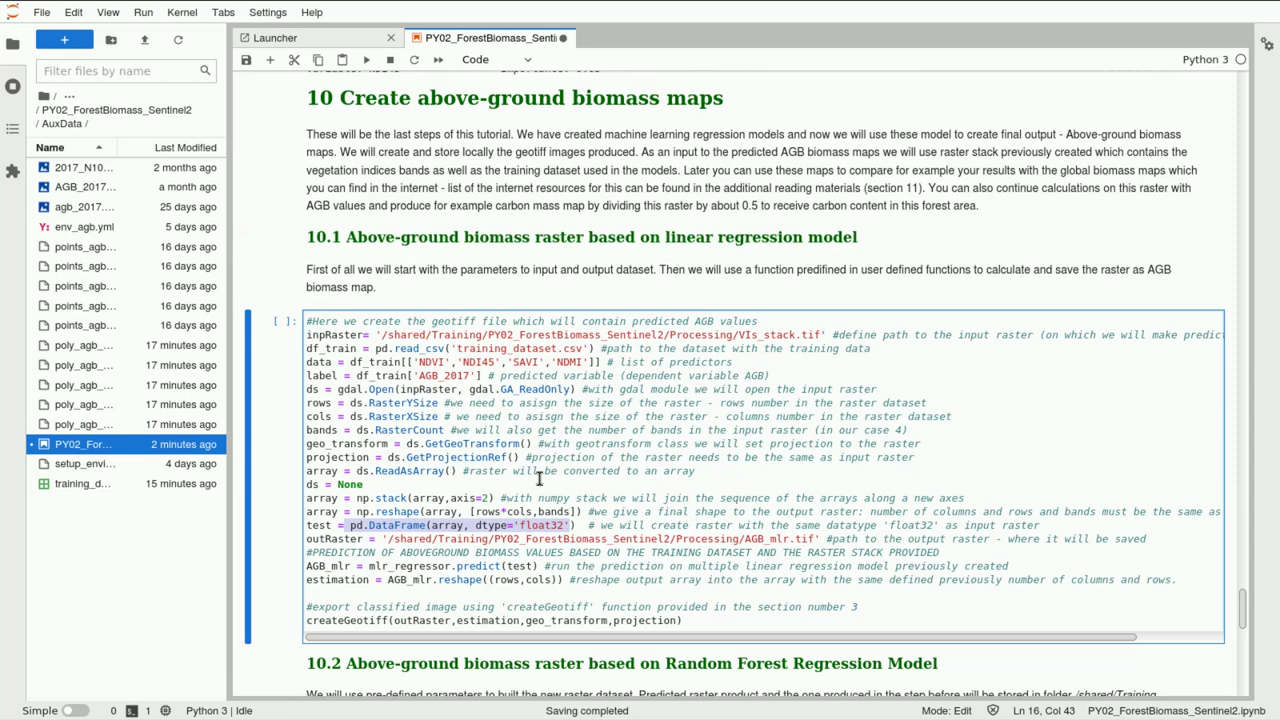 File Edit View Run Kernel Tabs Settings Help
Launcher
PY02_ForestBiomass_Senti
Filter files by name
Code
Python 3
/ ...
/ PY02_ForestBiomass_Sentinel2
/ AuxData /
Name Last Modified
2017_N10... 2 months ago
AGB_2017... a month ago
agb_2017.... 25 days ago
Y: env_agb.yml 5 days ago
points_agb... 16 days ago
points_agb... 16 days ago
points_agb... 16 days ago
points_agb... 16 days ago
points_agb... 16 days ago
poly_agb_... 17 minutes ago
poly_agb_... 17 minutes ago
poly_agb_... 17 minutes ago
poly_agb_... 17 minutes ago
poly_agb_... 17 minutes ago
PY02_For... 2 minutes ago
setup_envi... 4 days ago
training_d... 15 minutes ago
10 Create above-ground biomass maps
These will be the last steps of this tutorial. We have created machine learning regression models and now we will use these model to create final output - Above-ground biomass
maps. We will create and store locally the geotiff images produced. As an input to the predicted AGB biomass maps we will use raster stack previously created which contains the
vegetation indices bands as well as the training dataset used in the models. Later you can use these maps to compare for example your results with the global biomass maps which
you can find in the internet - list of the internet resources for this can be found in the additional reading materials (section 11). You can also continue calculations on this raster with
AGB values and produce for example carbon mass map by dividing this raster by about 0.5 to receive carbon content in this forest area.
10.1 Above-ground biomass raster based on linear regression model
First of all we will start with the parameters to input and output dataset. Then we will use a function predifined in user defined functions to calculate and save the raster as AGB
biomass map.
[ ]: #Here we create the geotiff file which will contain predicted AGB values
inpRaster= '/shared/Training/PY02_ForestBiomass_Sentinel2/Processing/VIs_stack.tif' #define path to the input raster (on which we will make predict
df_train = pd.read_csv('training_dataset.csv') #path to the dataset with the training data
data = df_train[['NDVI','NDI45','SAVI','NDMI']] # list of predictors
label = df_train['AGB_2017'] # predicted variable (dependent variable AGB)
ds = gdal.Open(inpRaster, gdal.GA_ReadOnly) #with gdal module we will open the input raster
rows = ds.RasterYSize #we need to asisgn the size of the raster - rows number in the raster dataset
cols = ds.RasterXSize # we need to asisgn the size of the raster - columns number in the raster dataset
bands = ds.RasterCount #we will also get the number of bands in the input raster (in our case 4)
geo_transform = ds.GetGeoTransform() #with geotransform class we will set projection to the raster
projection = ds.GetProjectionRef() #projection of the raster needs to be the same as input raster
array = ds.ReadAsArray() #raster will be converted to an array
ds = None
array = np.stack(array,axis=2) #with numpy stack we will join the sequence of the arrays along a new axes
array = np.reshape(array, [rows*cols,bands]) #we give a final shape to the output raster: number of columns and rows and bands must be the same as
test = pd.DataFrame(array, dtype='float32') # we will create raster with the same datatype 'float32' as input raster
outRaster = '/shared/Training/PY02_ForestBiomass_Sentinel2/Processing/AGB_mlr.tif' #path to the output raster - where it will be saved
#PREDICTION OF ABOVEGROUND BIOMASS VALUES BASED ON THE TRAINING DATASET AND THE RASTER STACK PROVIDED
AGB_mlr = mlr_regressor.predict(test) #run the prediction on multiple linear regression model previously created
estimation = AGB_mlr.reshape((rows,cols)) #reshape output array into the array with the same defined previously number of columns and rows.
#export classified image using 'createGeotiff' function provided in the section number 3
createGeotiff(outRaster,estimation,geo_transform,projection)
10.2 Above-ground biomass raster based on Random Forest Regression Model
We will use pre-defined parameters to built the new raster dataset. Predicted raster product and the one produced in the step before will be stored in folder /shared/Training
Simple 0 1 Python 3 | Idle Saving completed Mode: Edit Ln 16, Col 43 PY02_ForestBiomass_Sentinel2.ipynb